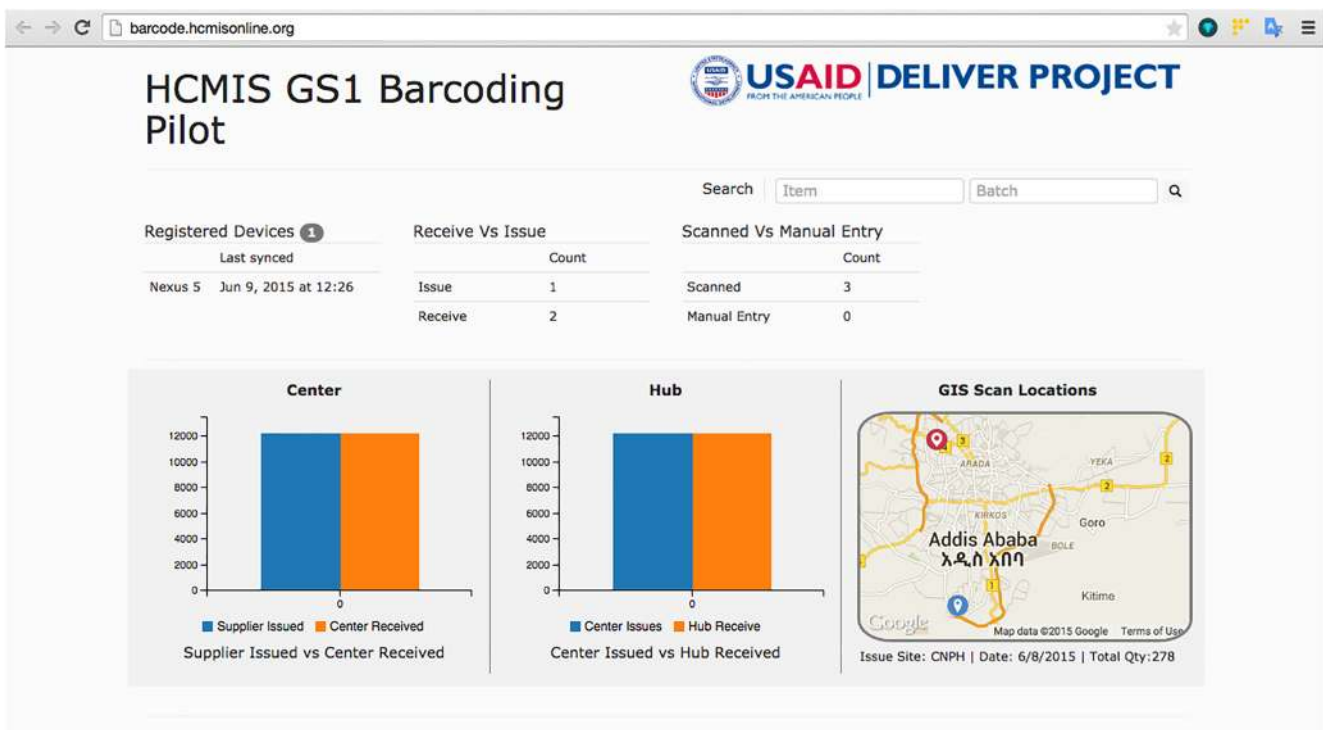 barcode.hcmisonline.org
HCMIS GS1 Barcoding
Pilot
USAID
FROM THE AMERICAN PEOPLE
DELIVER PROJECT
Search Item Batch
Registered Devices 1
Last synced
Nexus 5 Jun 9, 2015 at 12:26
Receive Vs Issue
Count
Issue 1
Receive 2
Scanned Vs Manual Entry
Count
Scanned 3
Manual Entry 0
Center
12000
10000
8000
6000
4000
2000
0
0
Supplier Issued Center Received
Supplier Issued vs Center Received
Hub
12000
10000
8000
6000
4000
2000
0
0
Center Issues Hub Receive
Center Issued vs Hub Received
GIS Scan Locations
3
ARADA
YEKA
2
2
KIRKOS
Goro
Addis Ababa
BOLE
አዲስ አበባ
1
Kitime
Google
Map data ©2015 Google Terms of Use
Issue Site: CNPH | Date: 6/8/2015 | Total Qty:278